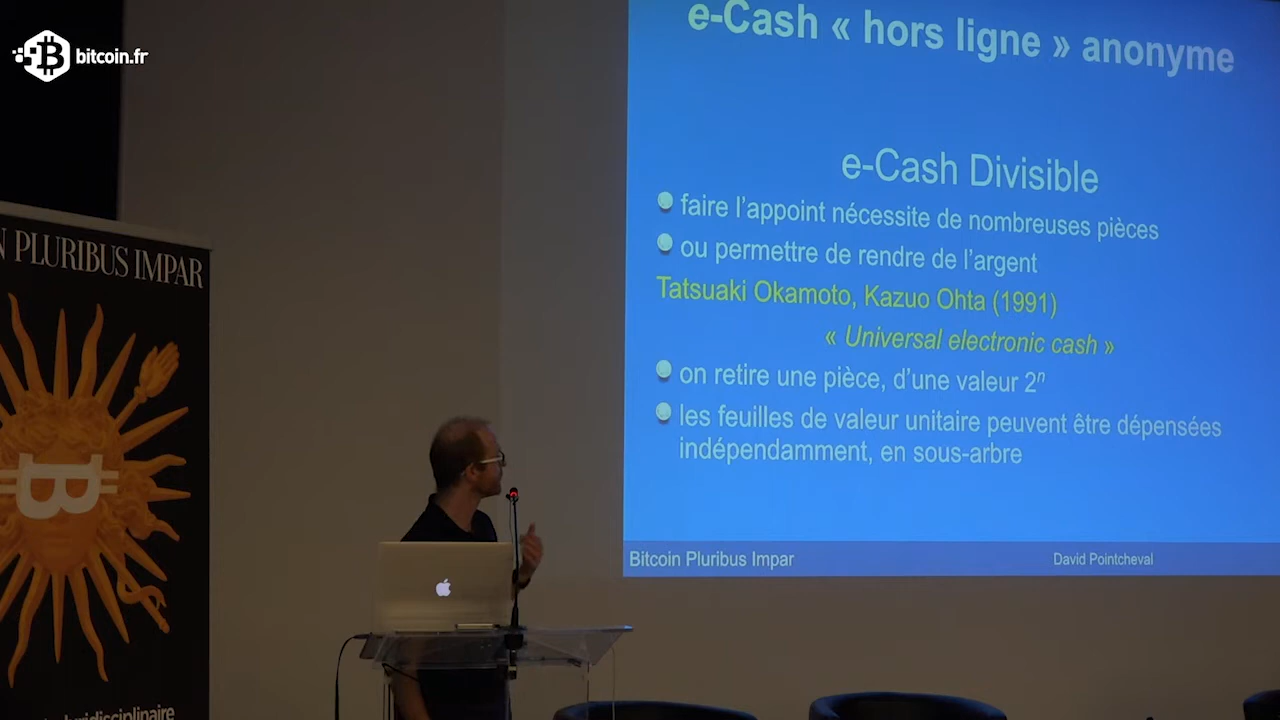 bitcoin.fr
e-Cash « hors ligne » anonyme
e-Cash Divisible
faire l'appoint nécessite de nombreuses pièces
ou permettre de rendre de l'argent
Tatsuaki Okamoto, Kazuo Ohta (1991)
« Universal electronic cash »
on retire une pièce, d'une valeur 2ⁿ
les feuilles de valeur unitaire peuvent être dépensées
indépendamment, en sous-arbre
Bitcoin Pluribus Impar
David Pointcheval
N PLURIBUS IMPAR